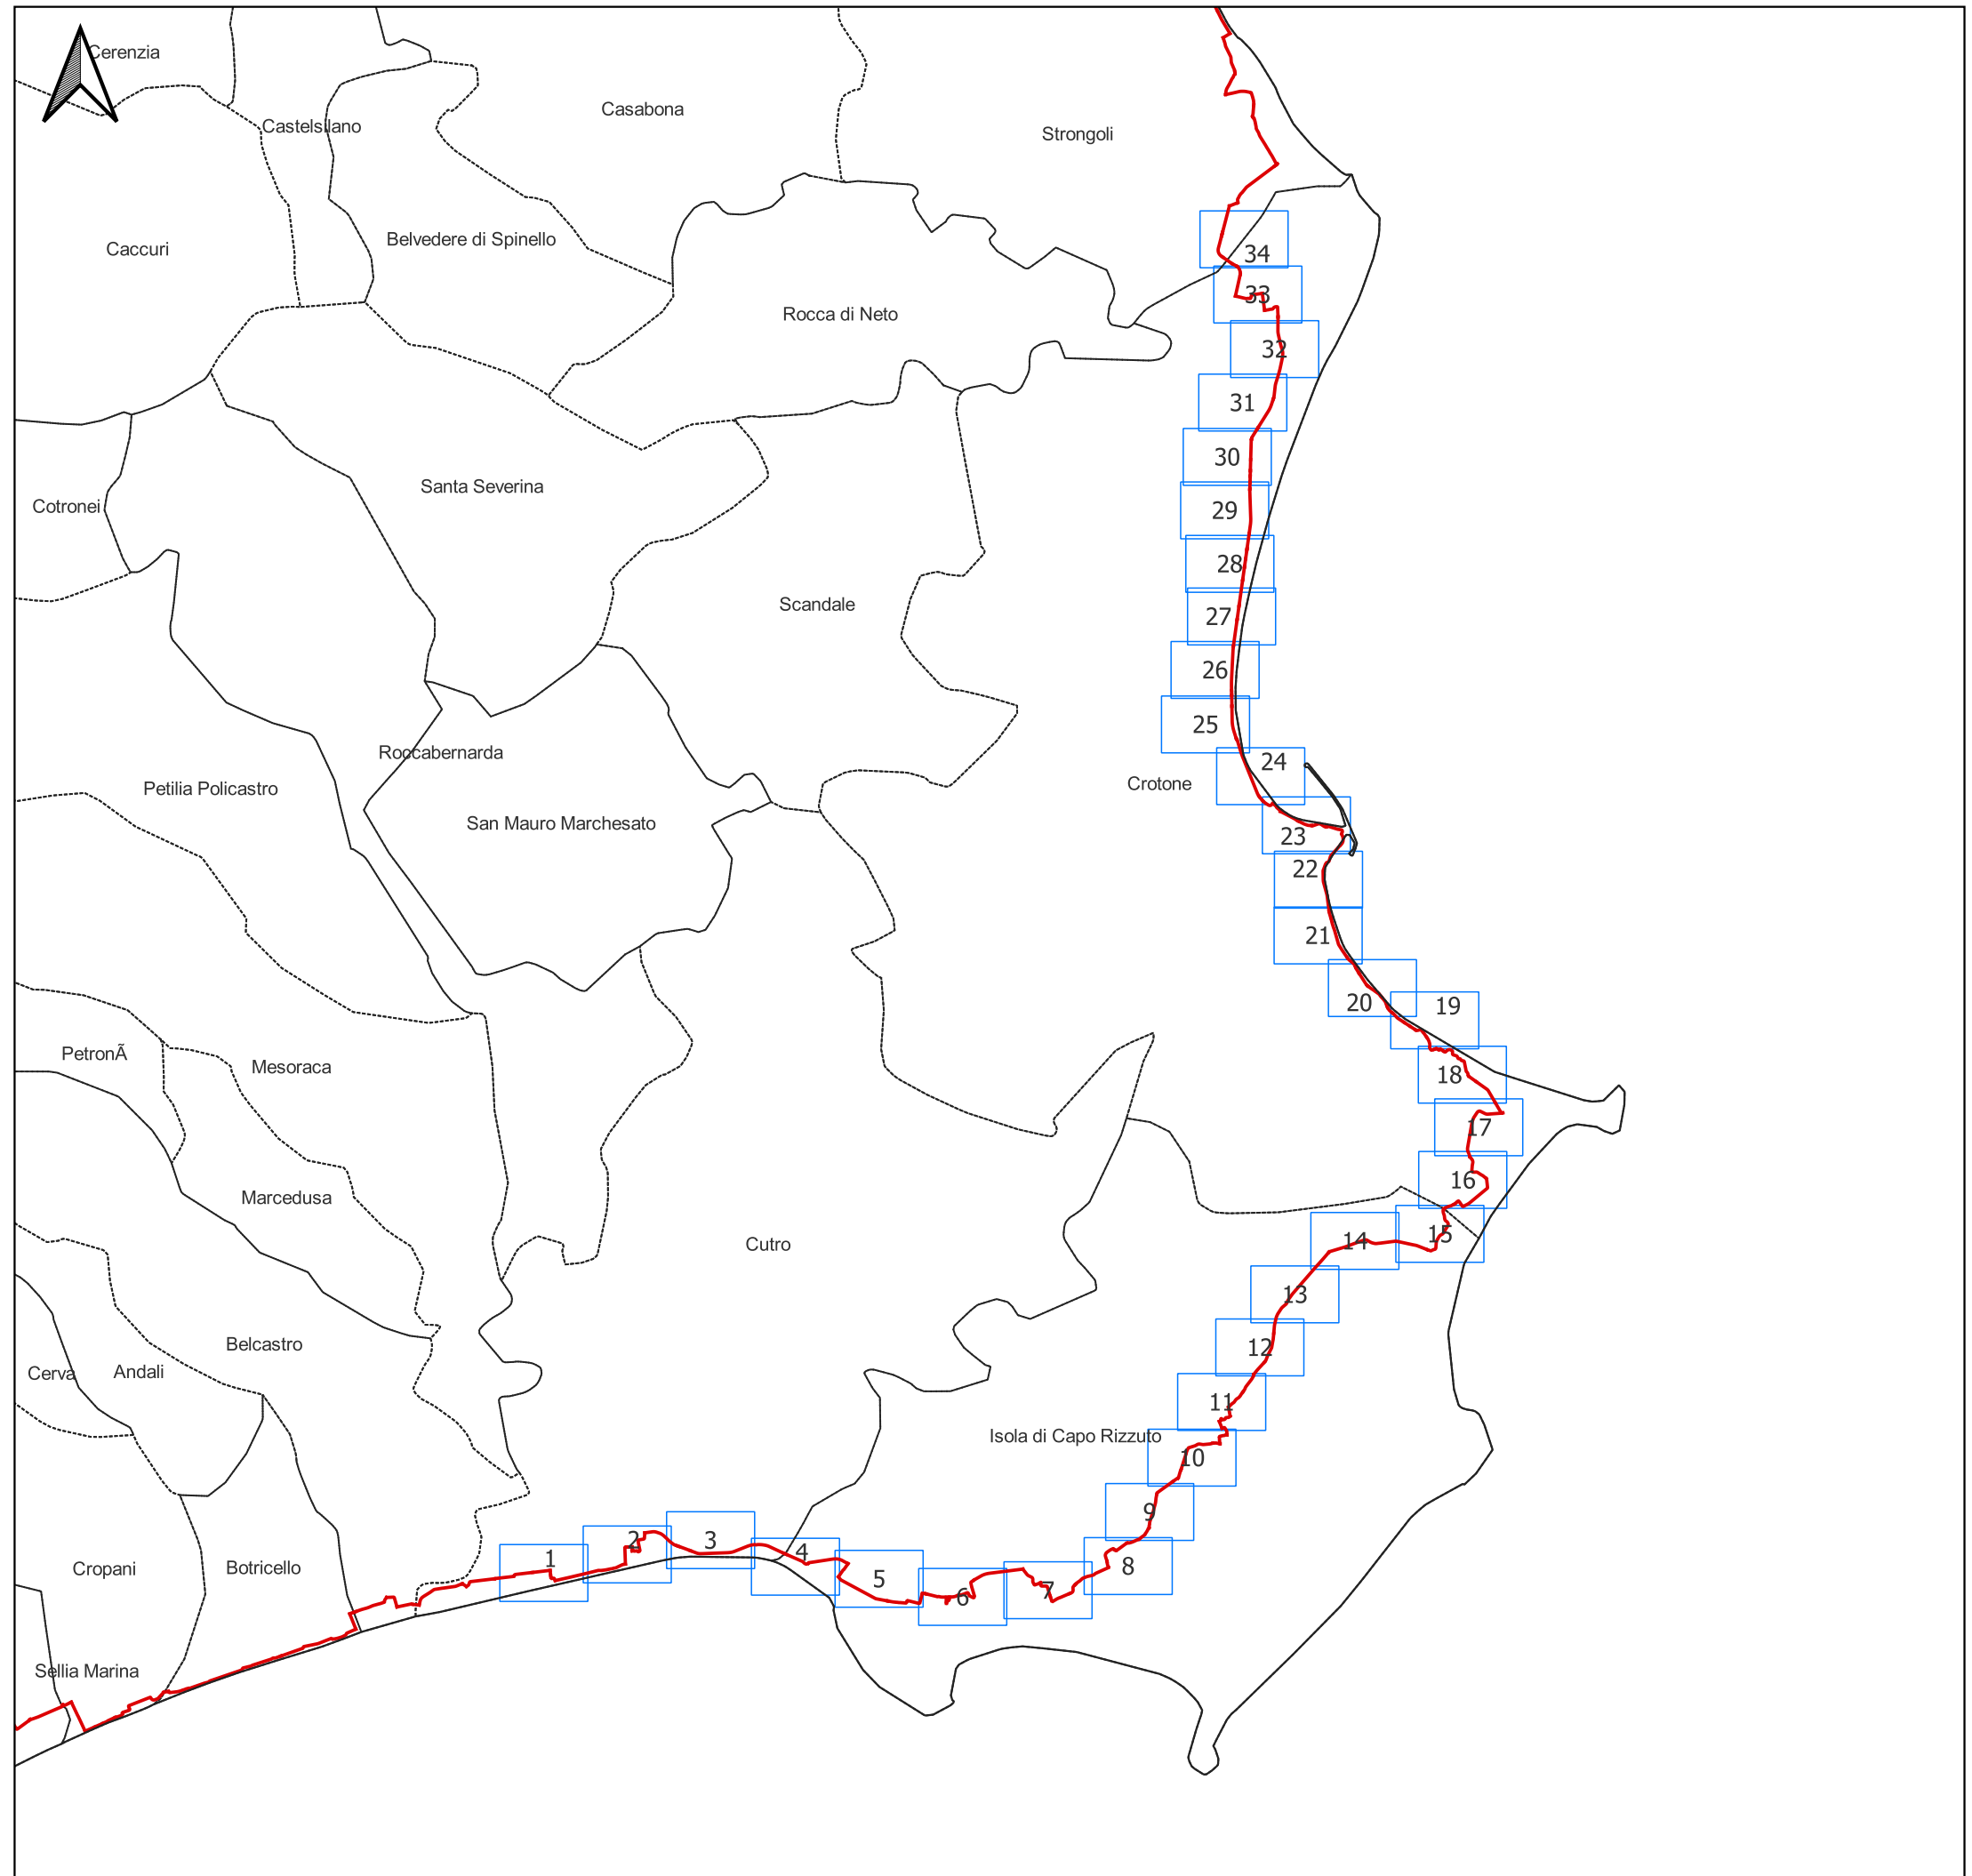 Cerenzia
Casabona
Castelsilano
Strongoli
Belvedere di Spinello
Caccuri
34
33
Rocca di Neto
32
31
30
Santa Severina
Cotronei
29
28
Scandale
27
26
25
Roccabernarda
24
Crotone
Petilia Policastro
San Mauro Marchesato
23
22
21
20
19
PetronÃ
Mesoraca
18
17
16
Marcedusa
15
14
Cutro
13
Belcastro
12
Cerva
Andali
11
Isola di Capo Rizzuto
10
9
3
2
4
1
Cropani
Botricello
8
5
7
6
Sellia Marina